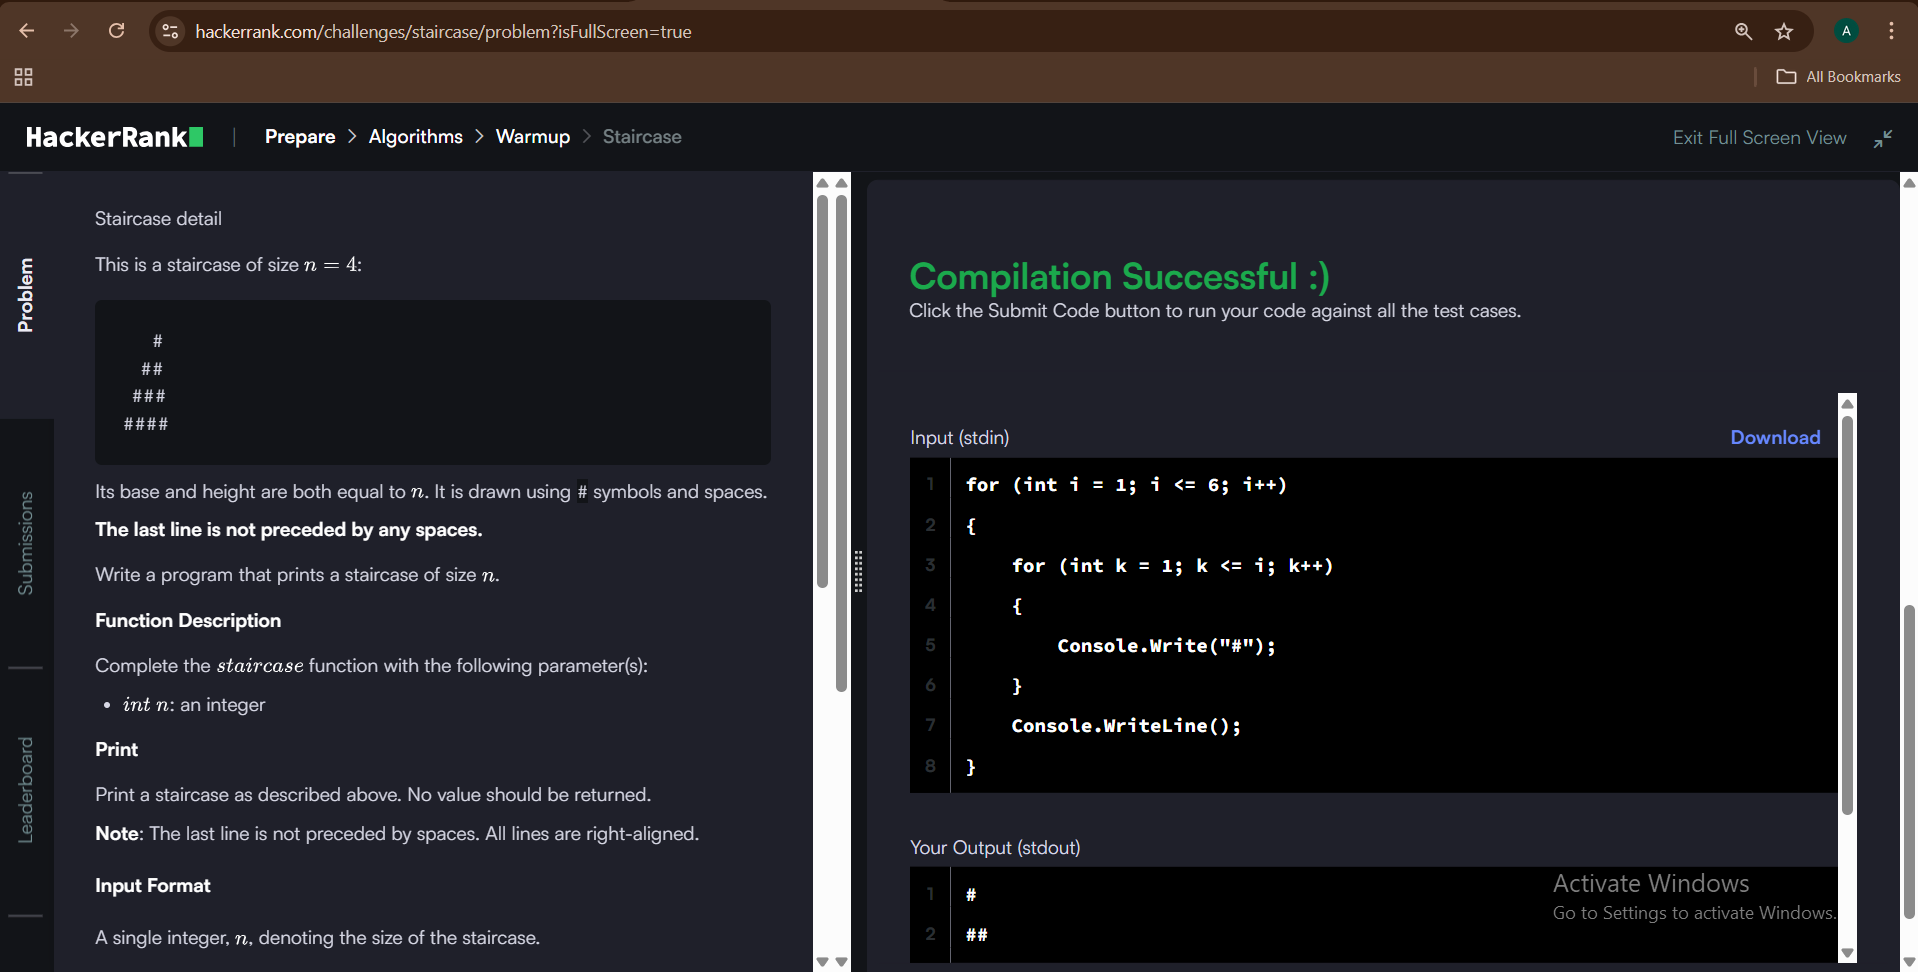 hackerrank.com/challenges/staircase/problem?isFullScreen=true
A
All Bookmarks
HackerRank
Prepare > Algorithms > Warmup > Staircase
Exit Full Screen View
Problem
Submissions
Leaderboard
Staircase detail
This is a staircase of size n = 4:
   #
  ##
 ###
####
Its base and height are both equal to n. It is drawn using # symbols and spaces.
The last line is not preceded by any spaces.
Write a program that prints a staircase of size n.
Function Description
Complete the staircase function with the following parameter(s):
• int n: an integer
Print
Print a staircase as described above. No value should be returned.
Note: The last line is not preceded by spaces. All lines are right-aligned.
Input Format
A single integer, n, denoting the size of the staircase.
Compilation Successful :)
Click the Submit Code button to run your code against all the test cases.
Input (stdin)
Download
1 for (int i = 1; i <= 6; i++)
2 {
3     for (int k = 1; k <= i; k++)
4     {
5         Console.Write("#");
6     }
7     Console.WriteLine();
8 }
Your Output (stdout)
1 #
2 ##
Activate Windows
Go to Settings to activate Windows.